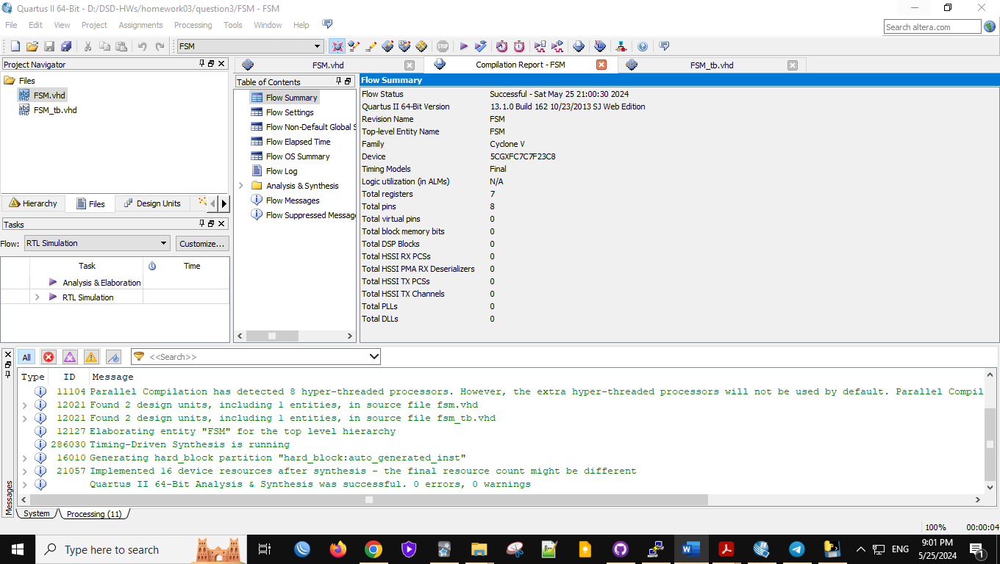 Quartus II 64-Bit - D:/DSD-HWs/homework03/question3/FSM - FSM
File Edit View Project Assignments Processing Tools Window Help
Search altera.com
FSM
STOP
Project Navigator
Files
FSM.vhd
FSM_tb.vhd
Hierarchy Files Design Units
Tasks
Flow: RTL Simulation Customize...
Task Time
Analysis & Elaboration
RTL Simulation
FSM.vhd Compilation Report - FSM FSM_tb.vhd
Table of Contents
Flow Summary
Flow Settings
Flow Non-Default Global S
Flow Elapsed Time
Flow OS Summary
Flow Log
Analysis & Synthesis
Flow Messages
Flow Suppressed Messag
Flow Summary
Flow Status Successful - Sat May 25 21:00:30 2024
Quartus II 64-Bit Version 13.1.0 Build 162 10/23/2013 SJ Web Edition
Revision Name FSM
Top-level Entity Name FSM
Family Cyclone V
Device 5CGXFC7C7F23C8
Timing Models Final
Logic utilization (in ALMs) N/A
Total registers 7
Total pins 8
Total virtual pins 0
Total block memory bits 0
Total DSP Blocks 0
Total HSSI RX PCSs 0
Total HSSI PMA RX Deserializers 0
Total HSSI TX PCSs 0
Total HSSI TX Channels 0
Total PLLs 0
Total DLLs 0
All <<Search>>
Type ID Message
11104 Parallel Compilation has detected 8 hyper-threaded processors. However, the extra hyper-threaded processors will not be used by default. Parallel Compil
12021 Found 2 design units, including 1 entities, in source file fsm.vhd
12021 Found 2 design units, including 1 entities, in source file fsm_tb.vhd
12127 Elaborating entity "FSM" for the top level hierarchy
286030 Timing-Driven Synthesis is running
16010 Generating hard_block partition "hard_block:auto_generated_inst"
21057 Implemented 16 device resources after synthesis - the final resource count might be different
Quartus II 64-Bit Analysis & Synthesis was successful. 0 errors, 0 warnings
Messages
System Processing (11)
100% 00:00:04
Type here to search
ENG
9:01 PM
5/25/2024
1